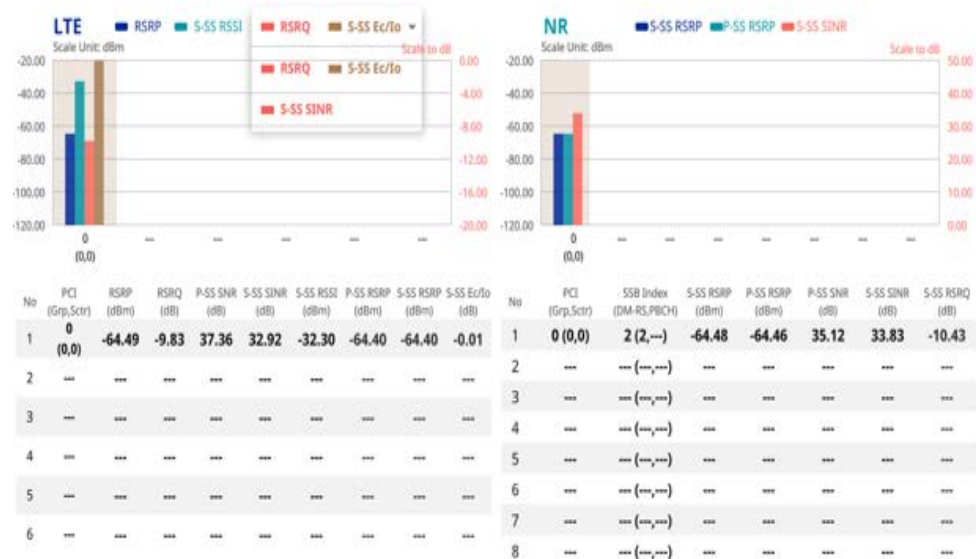 LTE RSRP S-SS RSSI RSRQ S-SS Ec/Io
Scale Unit: dBm Scale to dB
RSRQ S-SS Ec/Io
S-SS SINR
-20.00 0.00
-40.00 -4.00
-60.00 -8.00
-80.00 -12.00
-100.00 -16.00
-120.00 -20.00
0 --- --- --- --- --- ---
(0,0)
No PCI (Grp,Sctr) RSRP (dBm) RSRQ (dB) P-SS SNR (dB) S-SS SINR (dB) S-SS RSSI (dBm) P-SS RSRP (dBm) S-SS RSRP (dBm) S-SS Ec/Io (dB)
1 0 (0,0) -64.49 -9.83 37.36 32.92 -32.30 -64.40 -64.40 -0.01
2 --- --- --- --- --- --- --- --- ---
3 --- --- --- --- --- --- --- --- ---
4 --- --- --- --- --- --- --- --- ---
5 --- --- --- --- --- --- --- --- ---
6 --- --- --- --- --- --- --- --- ---
NR S-SS RSRP P-SS RSRP S-SS SINR
Scale Unit: dBm Scale to dB
-20.00 50.00
-40.00 40.00
-60.00 30.00
-80.00 20.00
-100.00 10.00
-120.00 0.00
0 --- --- --- --- --- --- ---
(0,0)
No PCI (Grp,Sctr) SSB Index (DM-RS,PBCH) S-SS RSRP (dBm) P-SS RSRP (dBm) P-SS SNR (dB) S-SS SINR (dB) S-SS RSRQ (dB)
1 0 (0,0) 2 (2,---) -64.48 -64.46 35.12 33.83 -10.43
2 --- --- (---,---) --- --- --- --- ---
3 --- --- (---,---) --- --- --- --- ---
4 --- --- (---,---) --- --- --- --- ---
5 --- --- (---,---) --- --- --- --- ---
6 --- --- (---,---) --- --- --- --- ---
7 --- --- (---,---) --- --- --- --- ---
8 --- --- (---,---) --- --- --- --- ---